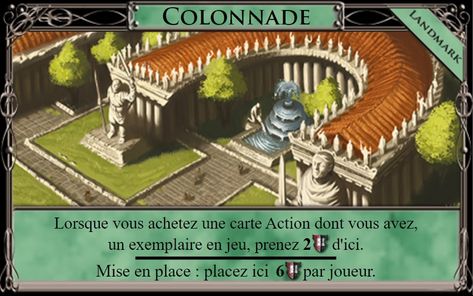 COLONNADE
LANDMARK
Lorsque vous achetez une carte Action dont vous avez,
un exemplaire en jeu, prenez 2 d'ici.
Mise en place : placez ici 6 par joueur.